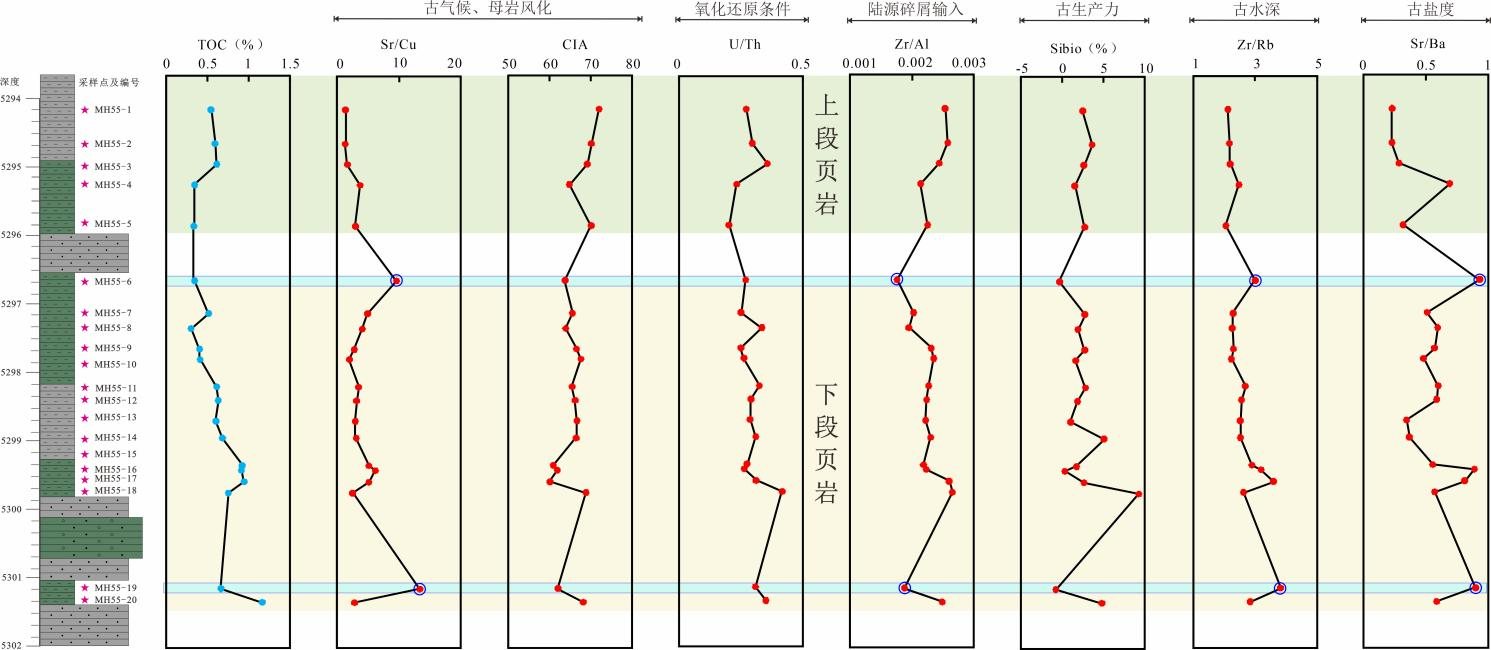 古气候、母岩风化 氧化还原条件 陆源碎屑输入 古生产力 古水深 古盐度
TOC（%） Sr/Cu CIA U/Th Zr/Al Sibio（%） Zr/Rb Sr/Ba
0 0.5 1 1.5 0 10 20 50 60 70 80 0 0.5 0.001 0.002 0.003 -5 0 5 10 1 3 5 0 0.5 1
深度 采样点及编号
5294
MH55-1
MH55-2
5295 MH55-3
MH55-4
MH55-5
5296
MH55-6
5297
MH55-7
MH55-8
MH55-9
MH55-10
5298
MH55-11
MH55-12
MH55-13
5299 MH55-14
MH55-15
MH55-16
MH55-17
MH55-18
5300
5301
MH55-19
MH55-20
5302
上段页岩
下段页岩